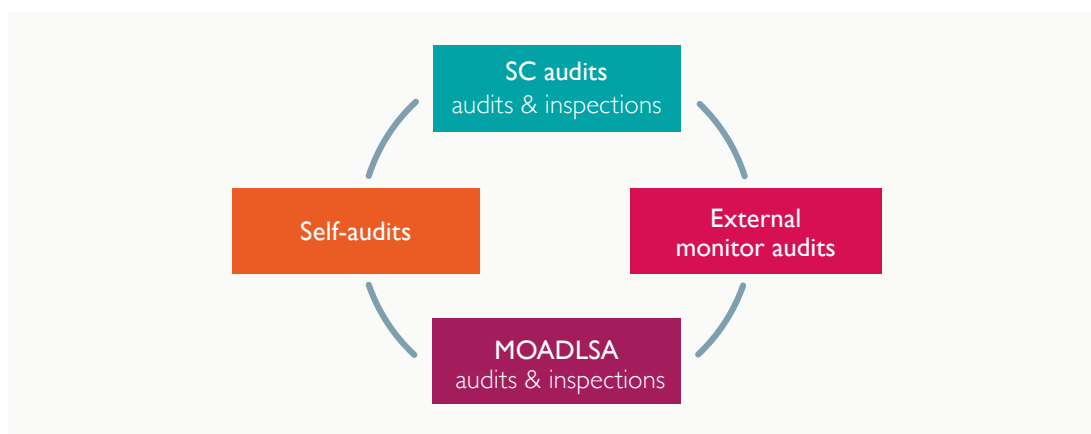 SC audits
audits & inspections
Self-audits
External
monitor audits
MOADLSA
audits & inspections